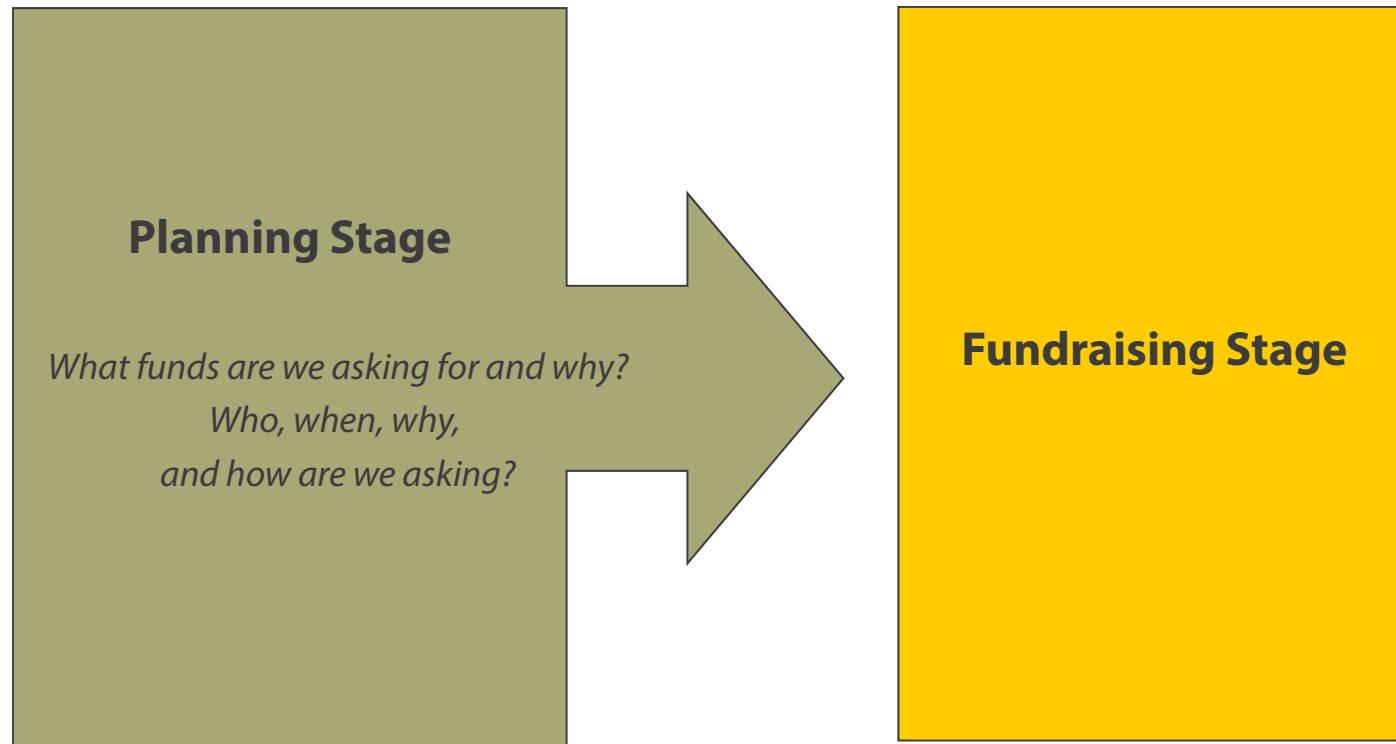 Planning Stage
What funds are we asking for and why?
Who, when, why,
and how are we asking?
Fundraising Stage